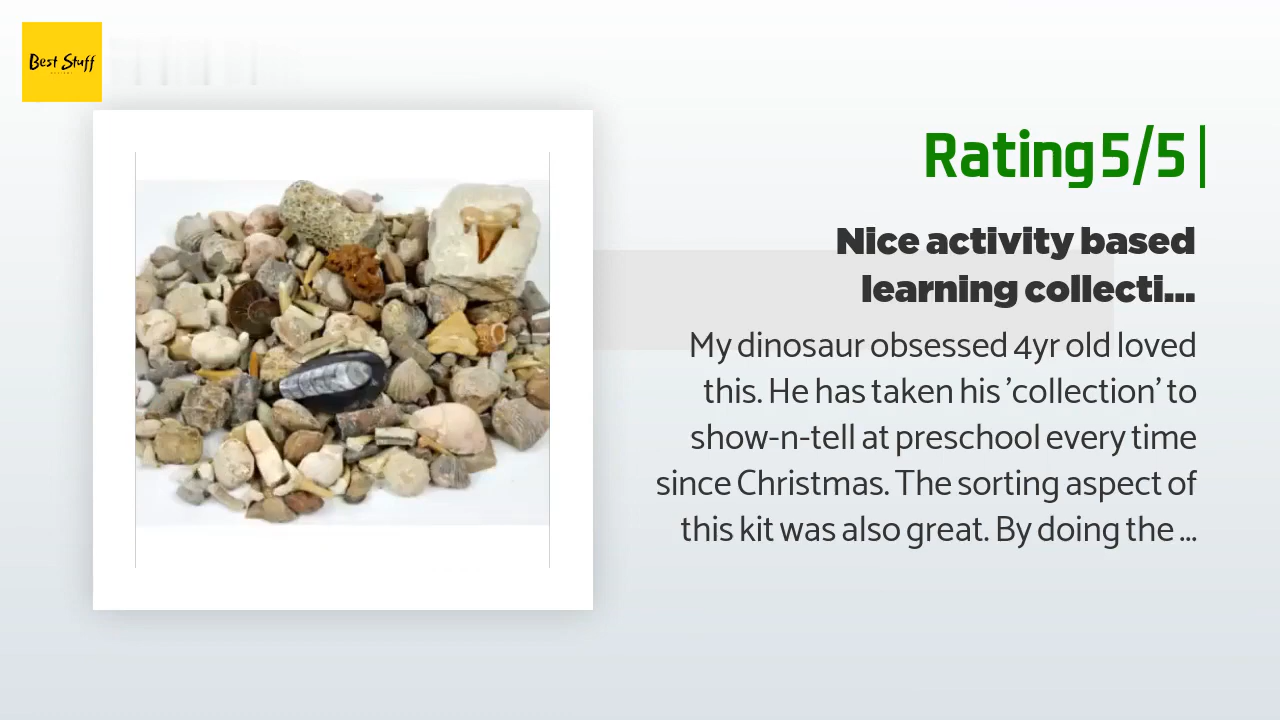 Best Stuff
Rating 5/5 |
Nice activity based
learning collecti...
My dinosaur obsessed 4yr old loved
this. He has taken his 'collection' to
show-n-tell at preschool every time
since Christmas. The sorting aspect of
this kit was also great. By doing the ...